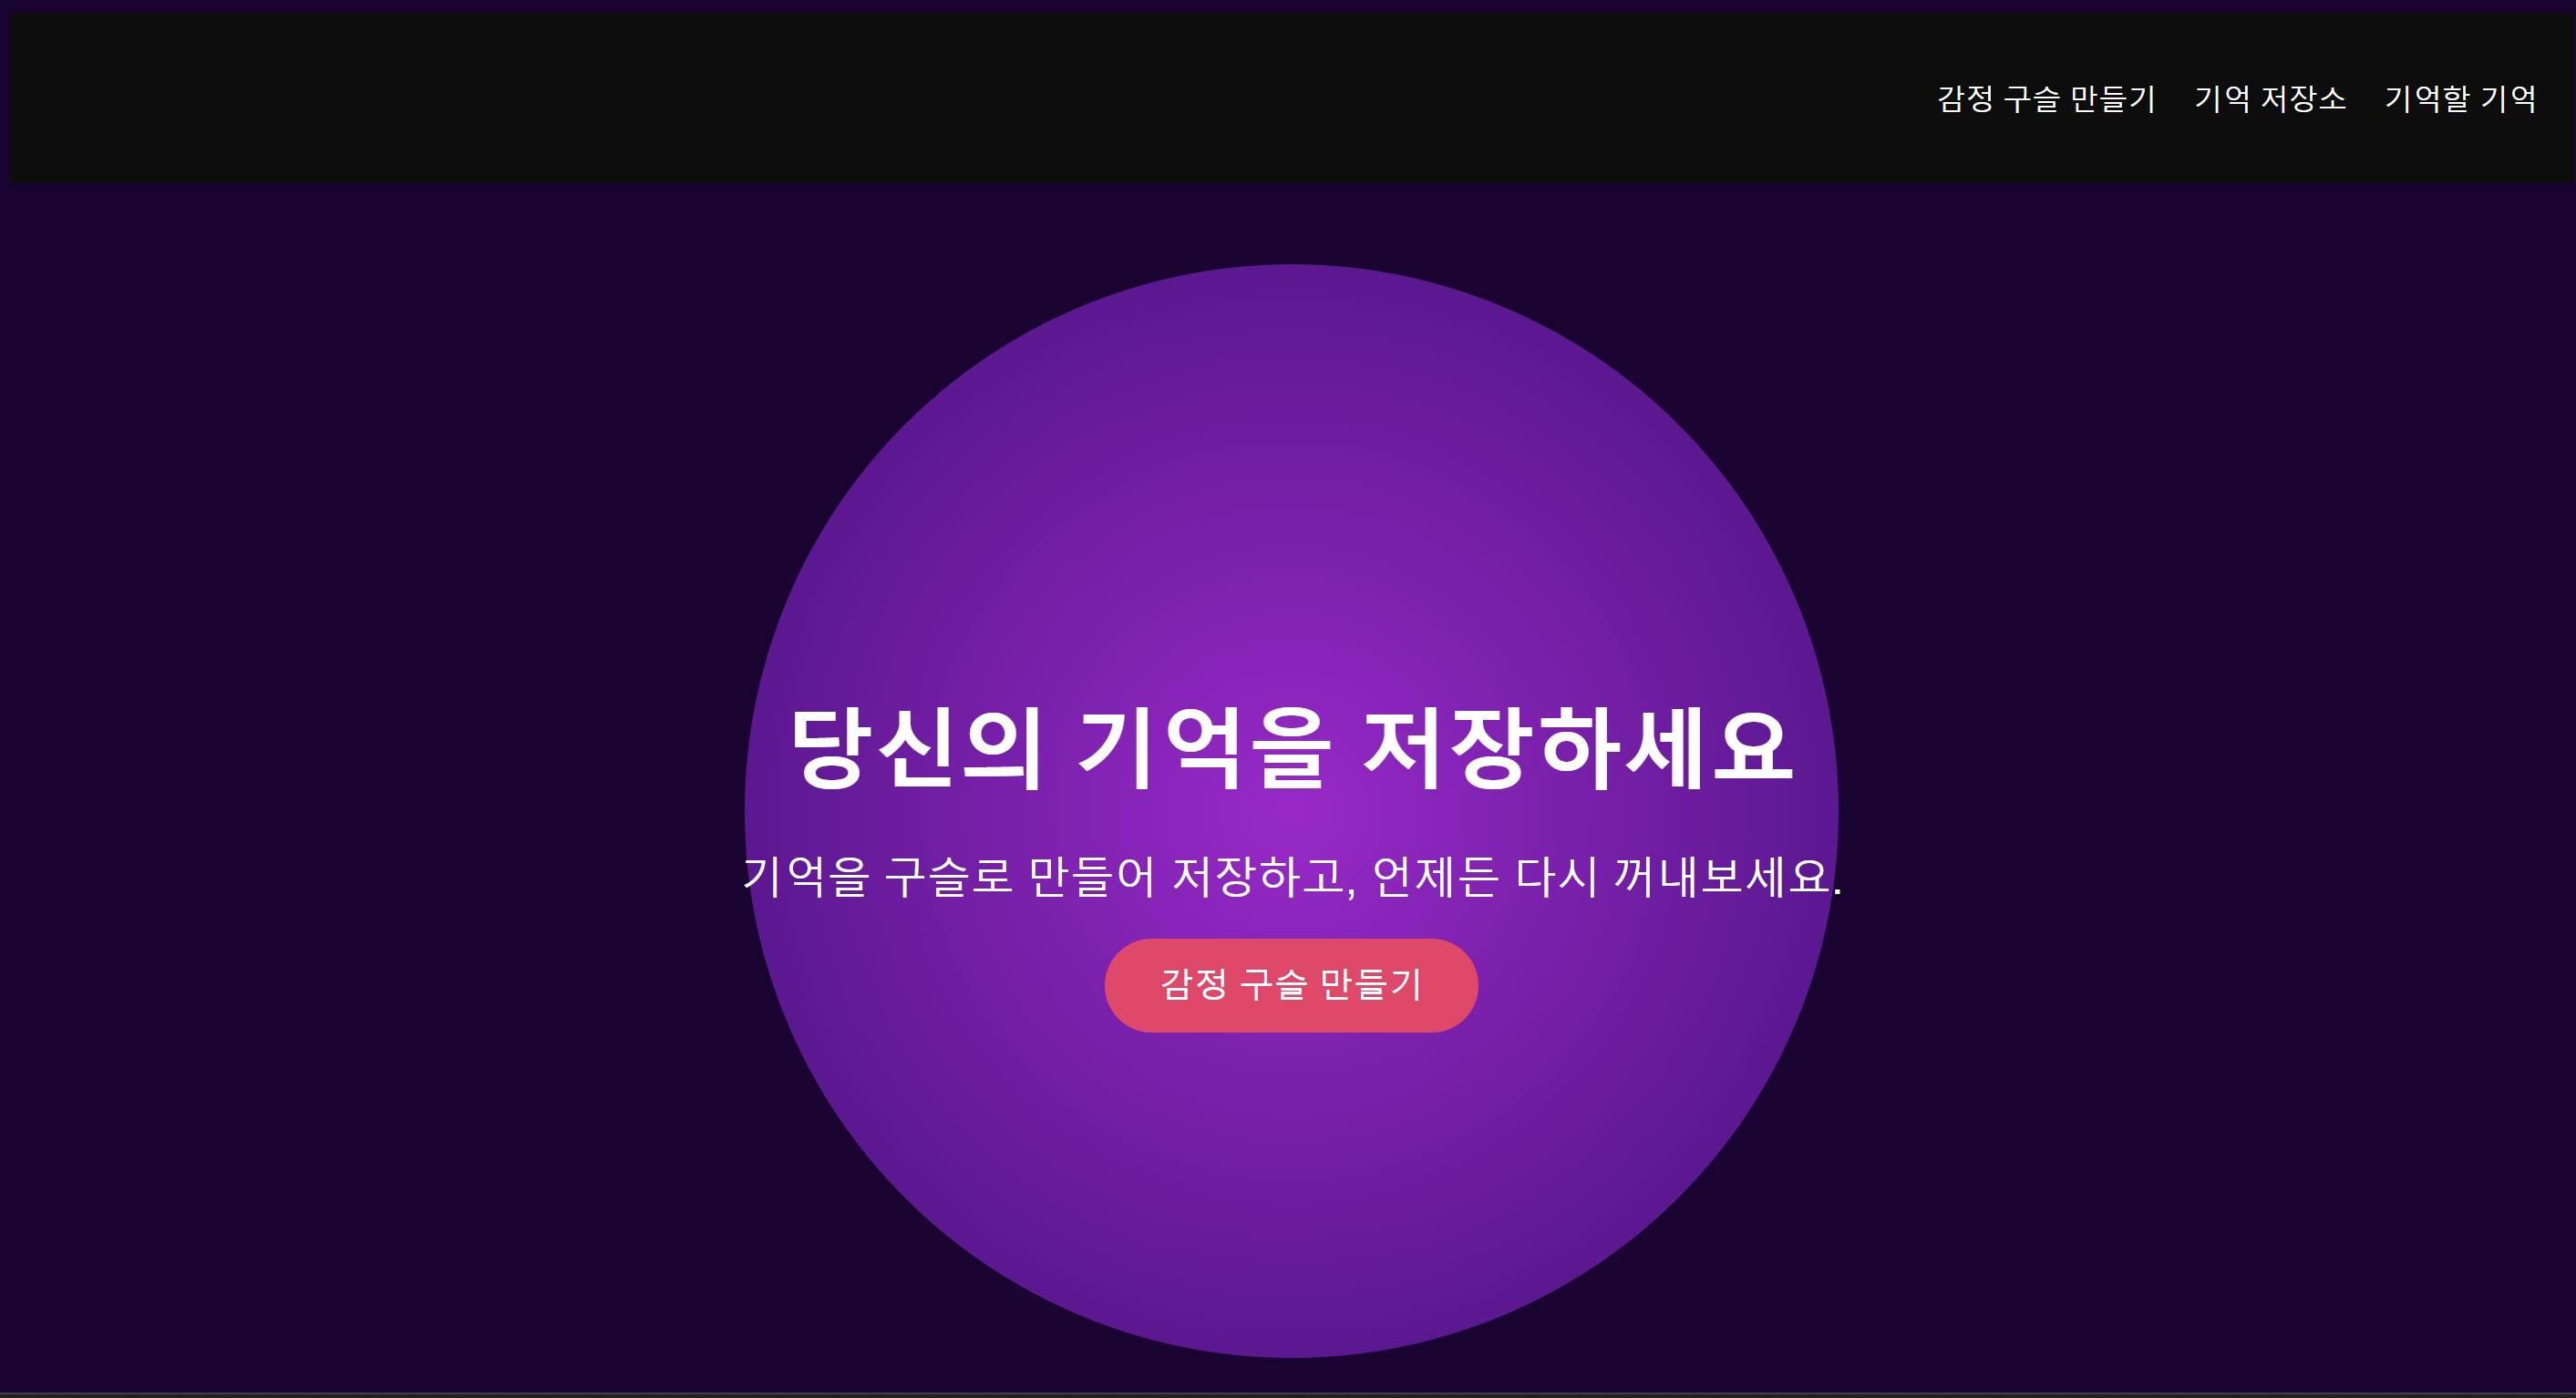 감정 구슬 만들기 기억 저장소 기억할 기억
당신의 기억을 저장하세요
기억을 구슬로 만들어 저장하고, 언제든 다시 꺼내보세요.
감정 구슬 만들기